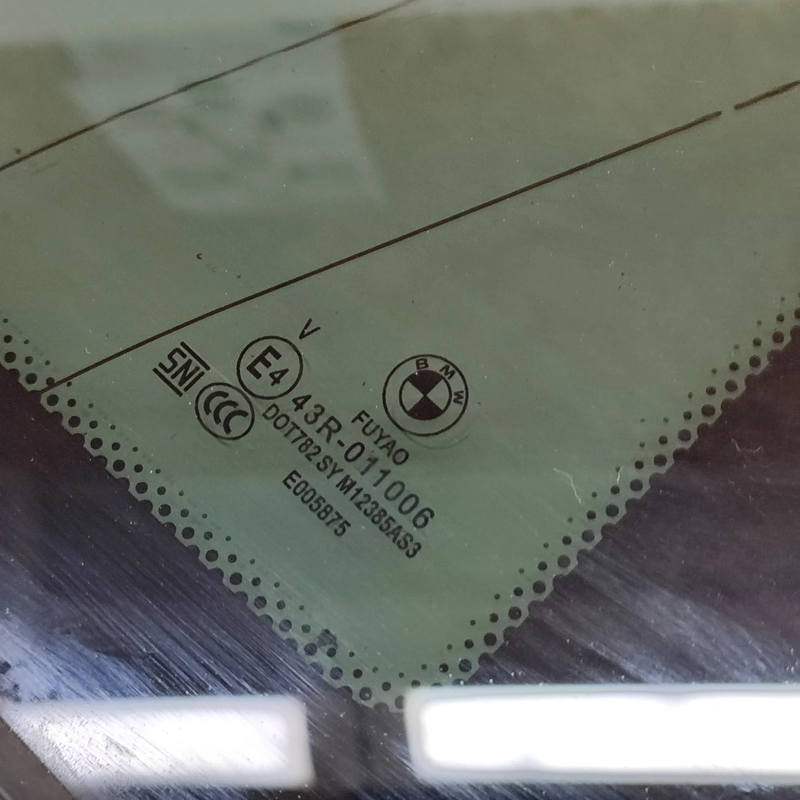 BMW
FUYAO
V
E4
43R-011006
SNI
CCC
DOT782 SY M12385AS3
E005875